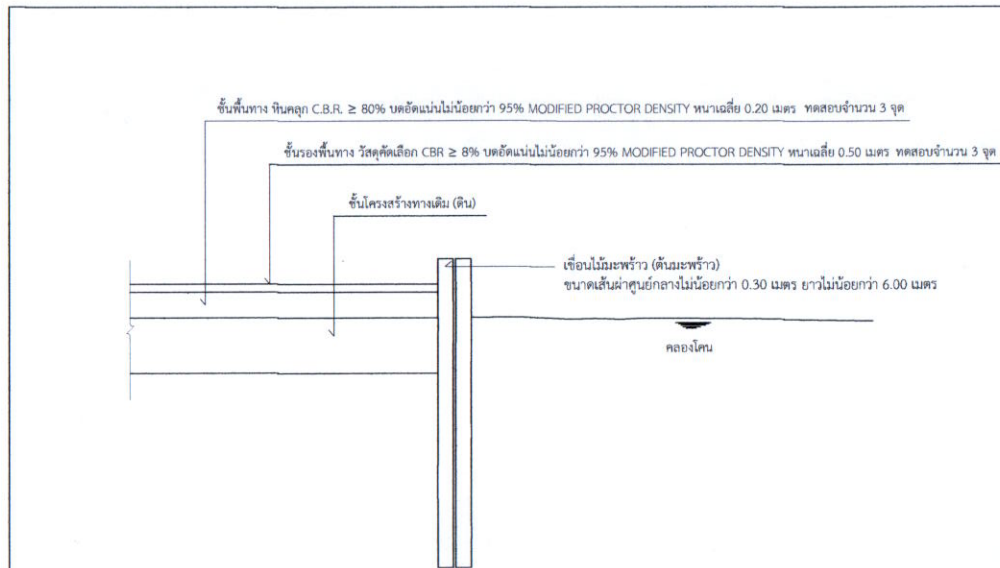 ชั้นพื้นทาง หินคลุก C.B.R. ≥ 80% บดอัดแน่นไม่น้อยกว่า 95% MODIFIED PROCTOR DENSITY หนาเฉลี่ย 0.20 เมตร ทดสอบจำนวน 3 จุด
ชั้นรองพื้นทาง วัสดุคัดเลือก CBR ≥ 8% บดอัดแน่นไม่น้อยกว่า 95% MODIFIED PROCTOR DENSITY หนาเฉลี่ย 0.50 เมตร ทดสอบจำนวน 3 จุด
ชั้นโครงสร้างทางเดิม (ดิน)
เขื่อนไม้มะพร้าว (ต้นมะพร้าว)
ขนาดเส้นผ่าศูนย์กลางไม่น้อยกว่า 0.30 เมตร ยาวไม่น้อยกว่า 6.00 เมตร
คลองโคน